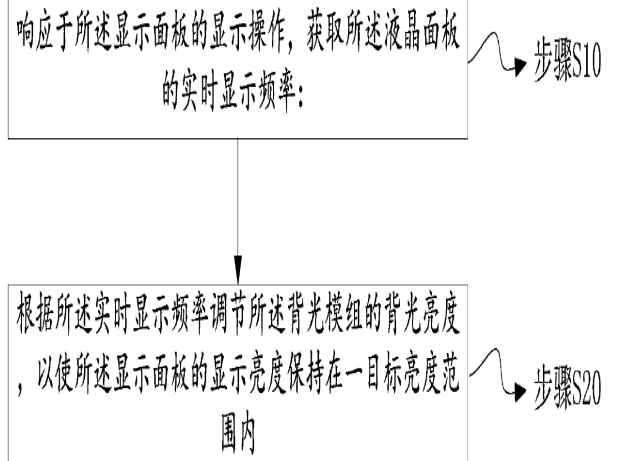 响应于所述显示面板的显示操作，获取所述液晶面板
的实时显示频率：
步骤S10
根据所述实时显示频率调节所述背光模组的背光亮度
，以使所述显示面板的显示亮度保持在一目标亮度范
围内
步骤S20